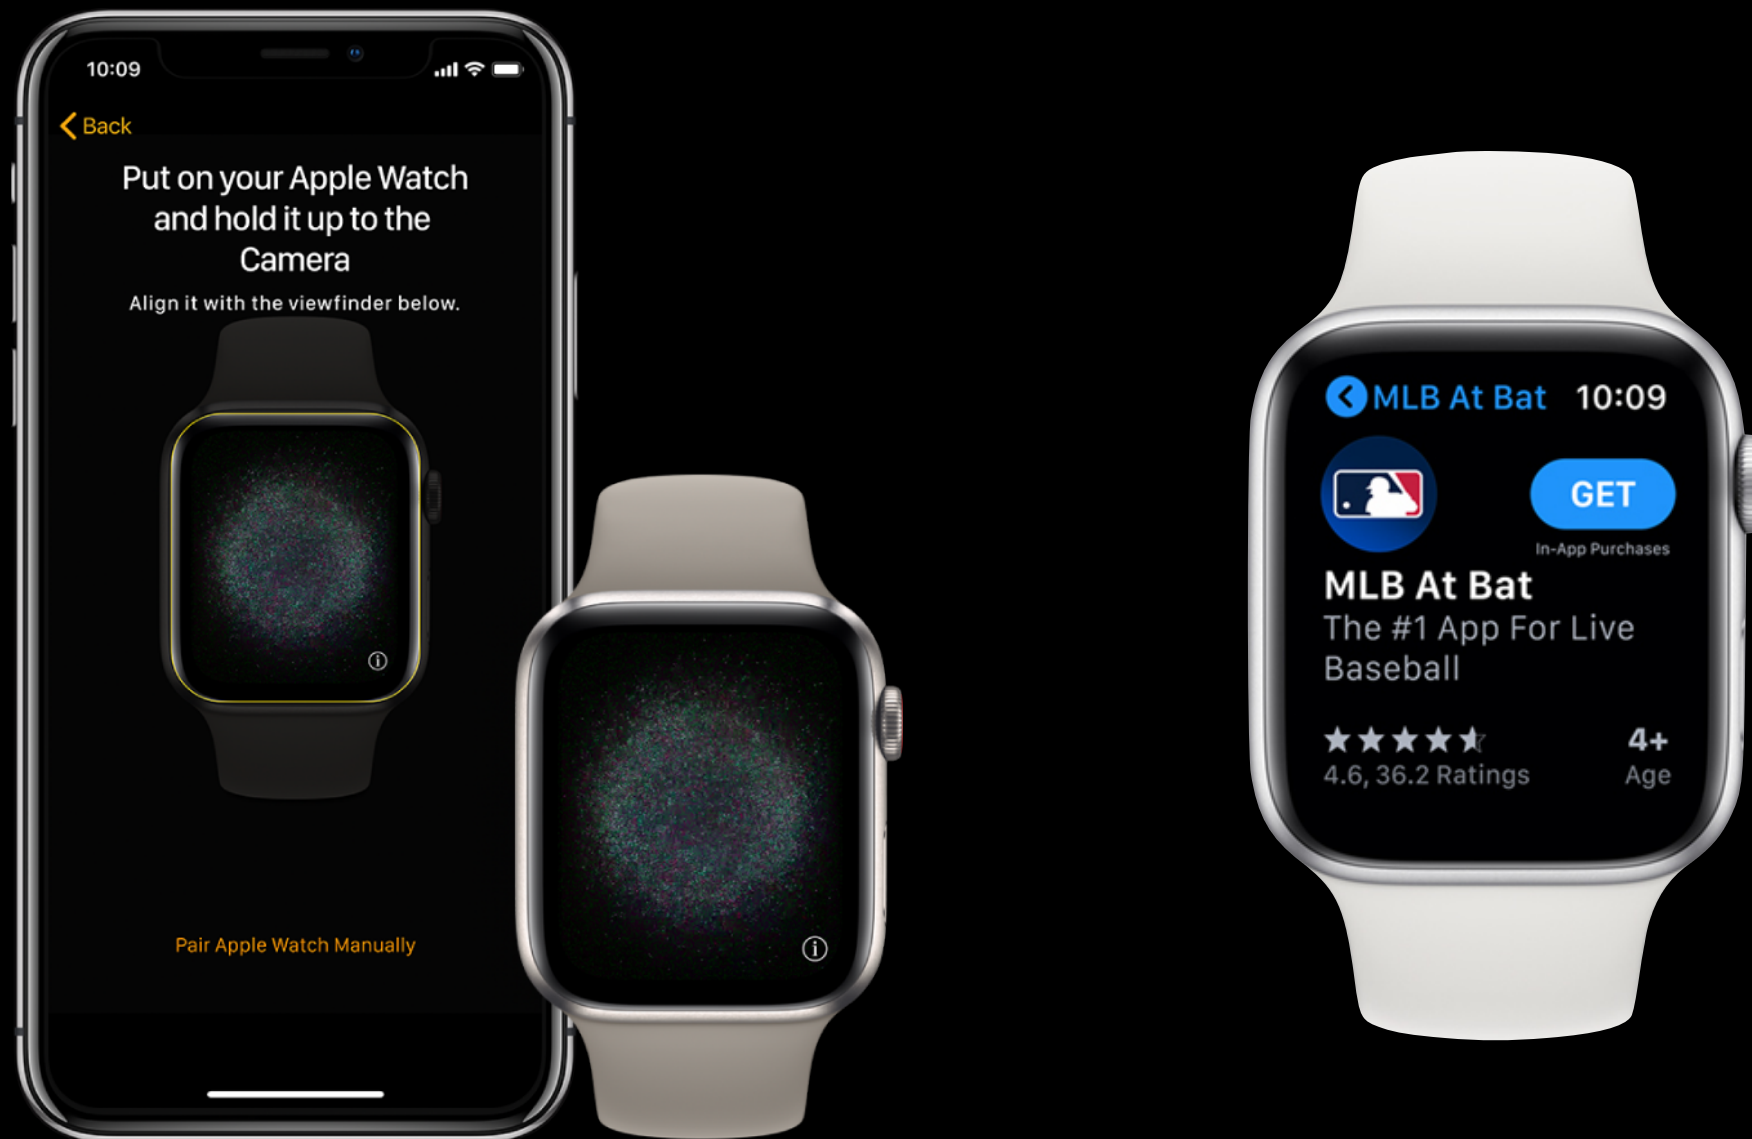 10:09
Back
Put on your Apple Watch
and hold it up to the
Camera
Align it with the viewfinder below.
Pair Apple Watch Manually
MLB At Bat 10:09
GET
In-App Purchases
MLB At Bat
The #1 App For Live
Baseball
4+
4.6, 36.2 Ratings
Age